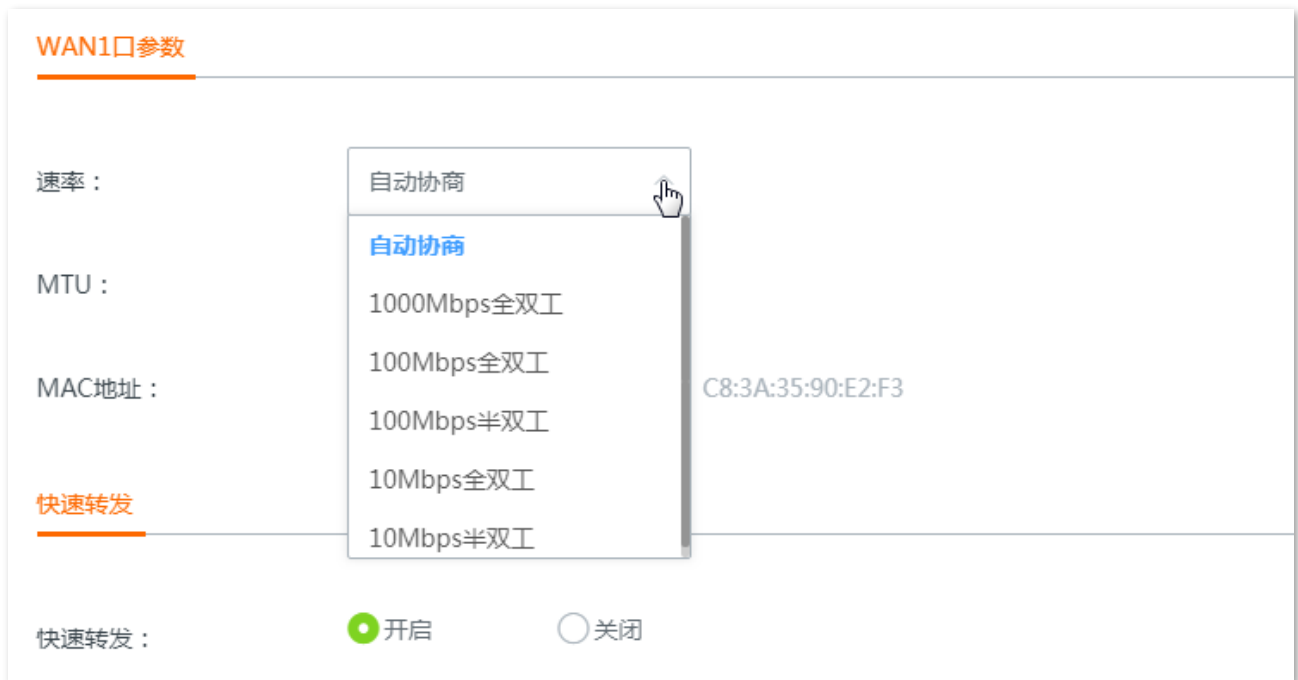 WAN1口参数
速率：
自动协商
自动协商
MTU：
1000Mbps全双工
100Mbps全双工
MAC地址：
C8:3A:35:90:E2:F3
100Mbps半双工
10Mbps全双工
快速转发
10Mbps半双工
快速转发：
开启
关闭